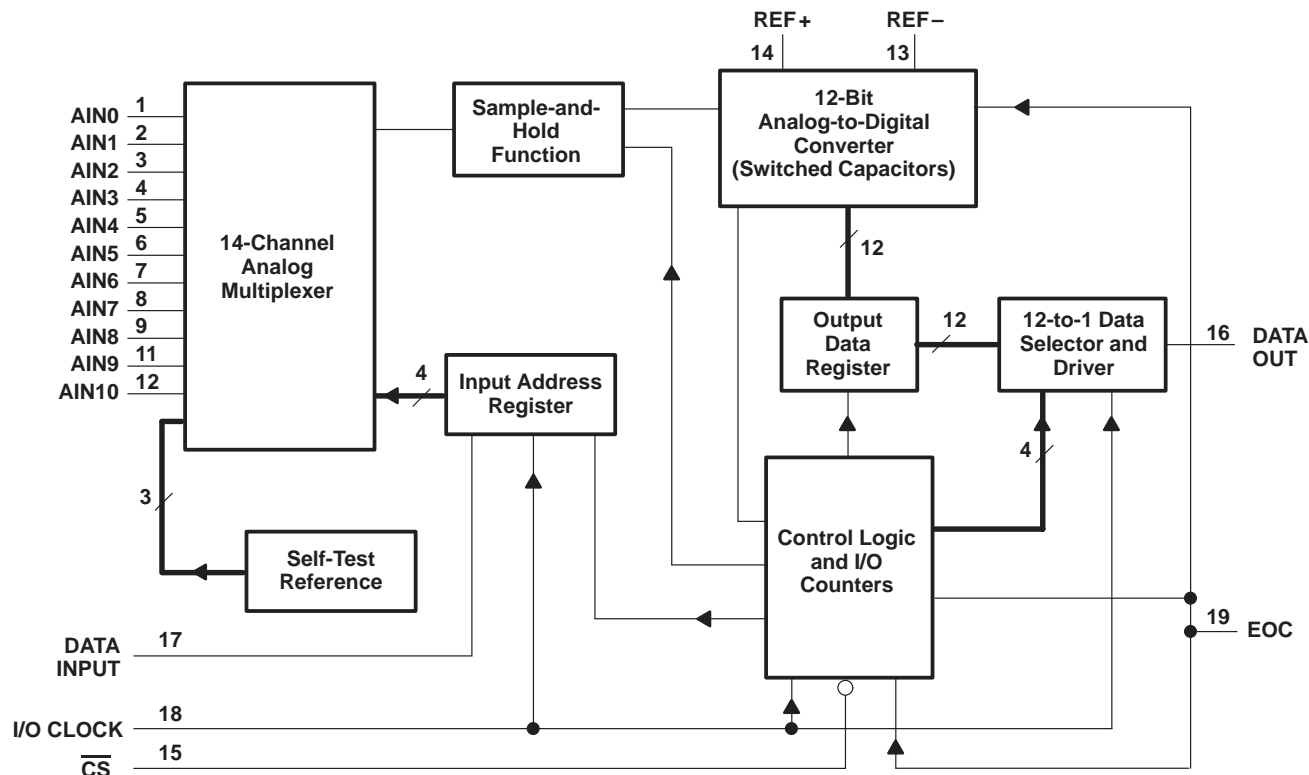 REF+
REF–
14
13
12-Bit
Analog-to-Digital
Converter
(Switched Capacitors)
Sample-and-
Hold
Function
14-Channel
Analog
Multiplexer
AIN0
1
AIN1
2
AIN2
3
AIN3
4
AIN4
5
AIN5
6
AIN6
7
AIN7
8
AIN8
9
AIN9
11
AIN10
12
12
Output
Data
Register
12
12-to-1 Data
Selector and
Driver
16
DATA
OUT
4
Input Address
Register
4
3
Self-Test
Reference
Control Logic
and I/O
Counters
19
EOC
DATA
INPUT
17
I/O CLOCK
18
CS
15